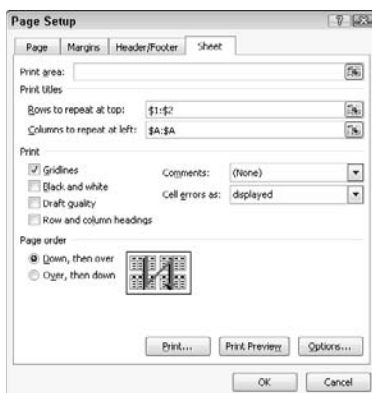 Page Setup
Page Margins Header/Footer Sheet
Print area:
Print titles
Rows to repeat at top: $1:$2
Columns to repeat at left: $A:$A
Print
Gridlines Comments: (None)
Black and white Cell errors as: displayed
Draft quality
Row and column headings
Page order
Down, then over
Over, then down
Print... Print Preview Options...
OK Cancel